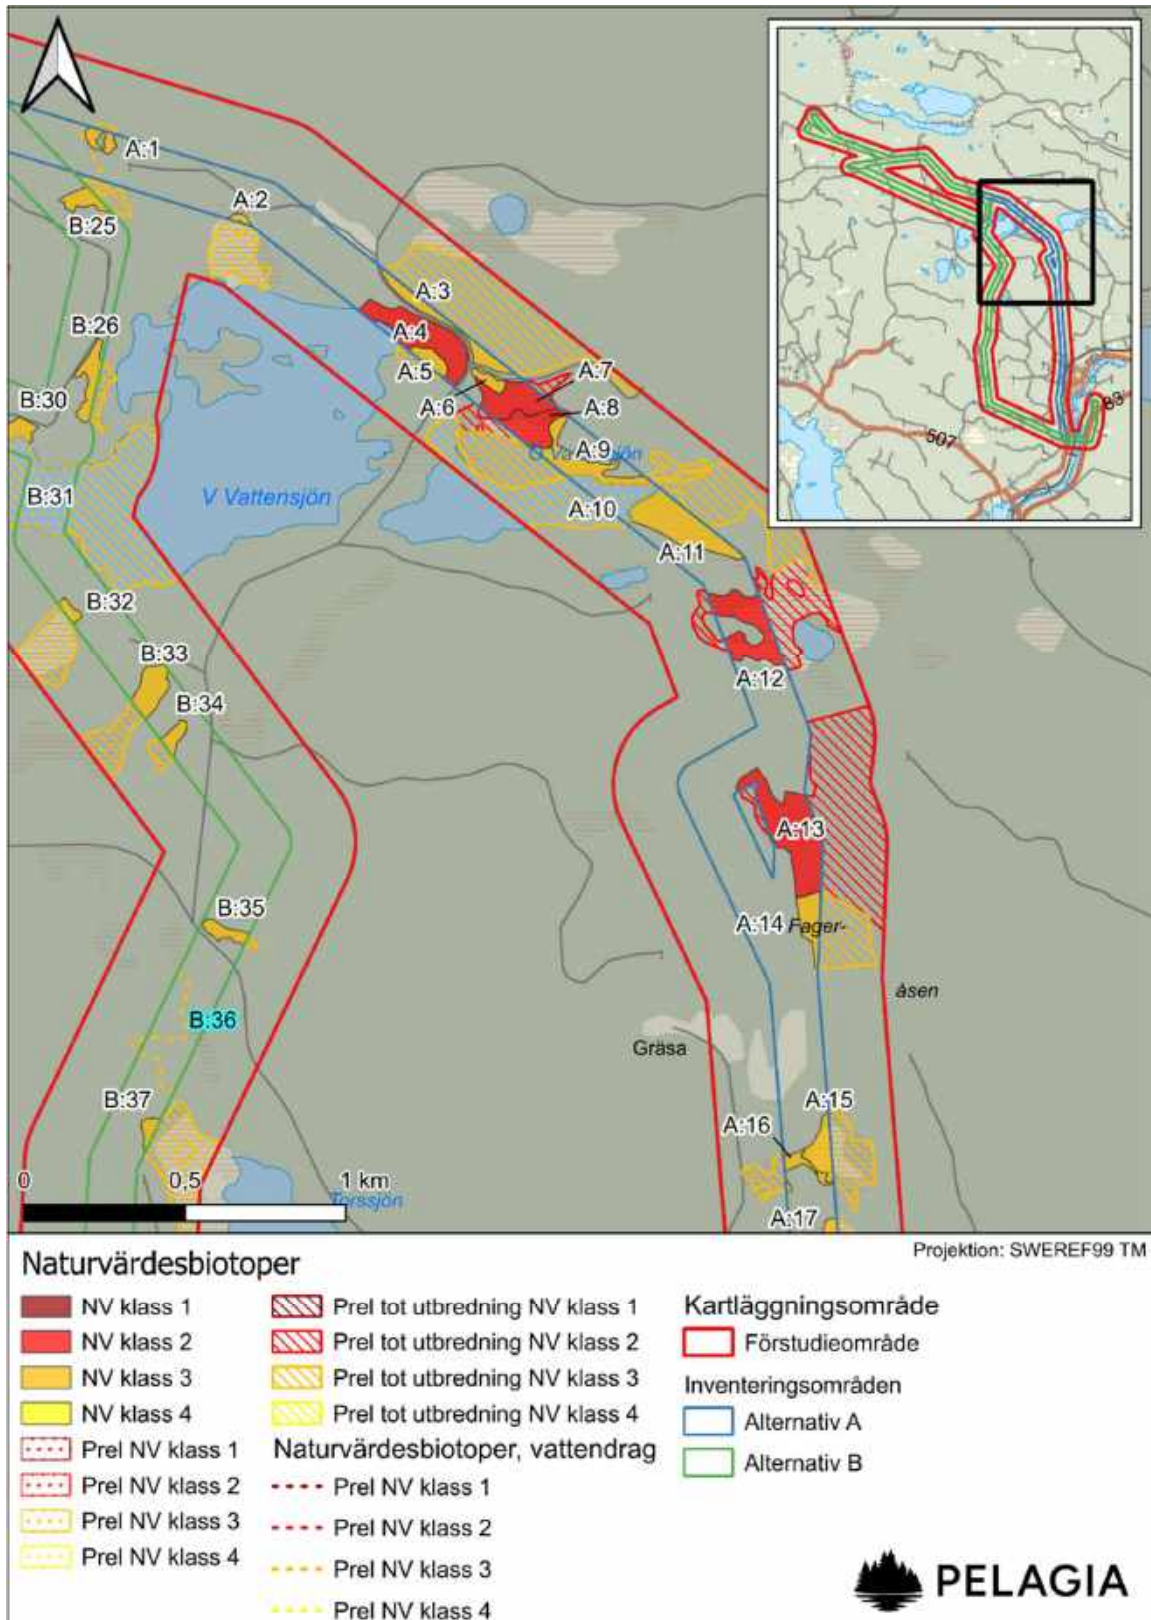 A:1
A:2
B:25
A:3
B:26
A:4
A:5
A:7
A:6
A:8
B:30
A:9
B:31
V Vattensjön
A:10
A:11
B:32
B:33
A:12
B:34
A:13
B:35
A:14
Fager-
åsen
B:36
Gräsa
B:37
A:15
A:16
0
0,5
1 km
Torssjön
A:17
507
83
Projektion: SWEREF99 TM
Naturvärdesbiotoper
NV klass 1
NV klass 2
NV klass 3
NV klass 4
Prel NV klass 1
Prel NV klass 2
Prel NV klass 3
Prel NV klass 4
Prel tot utbredning NV klass 1
Prel tot utbredning NV klass 2
Prel tot utbredning NV klass 3
Prel tot utbredning NV klass 4
Naturvärdesbiotoper, vattendrag
Prel NV klass 1
Prel NV klass 2
Prel NV klass 3
Prel NV klass 4
Kartläggningsområde
Förstudieområde
Inventeringsområden
Alternativ A
Alternativ B
PELAGIA